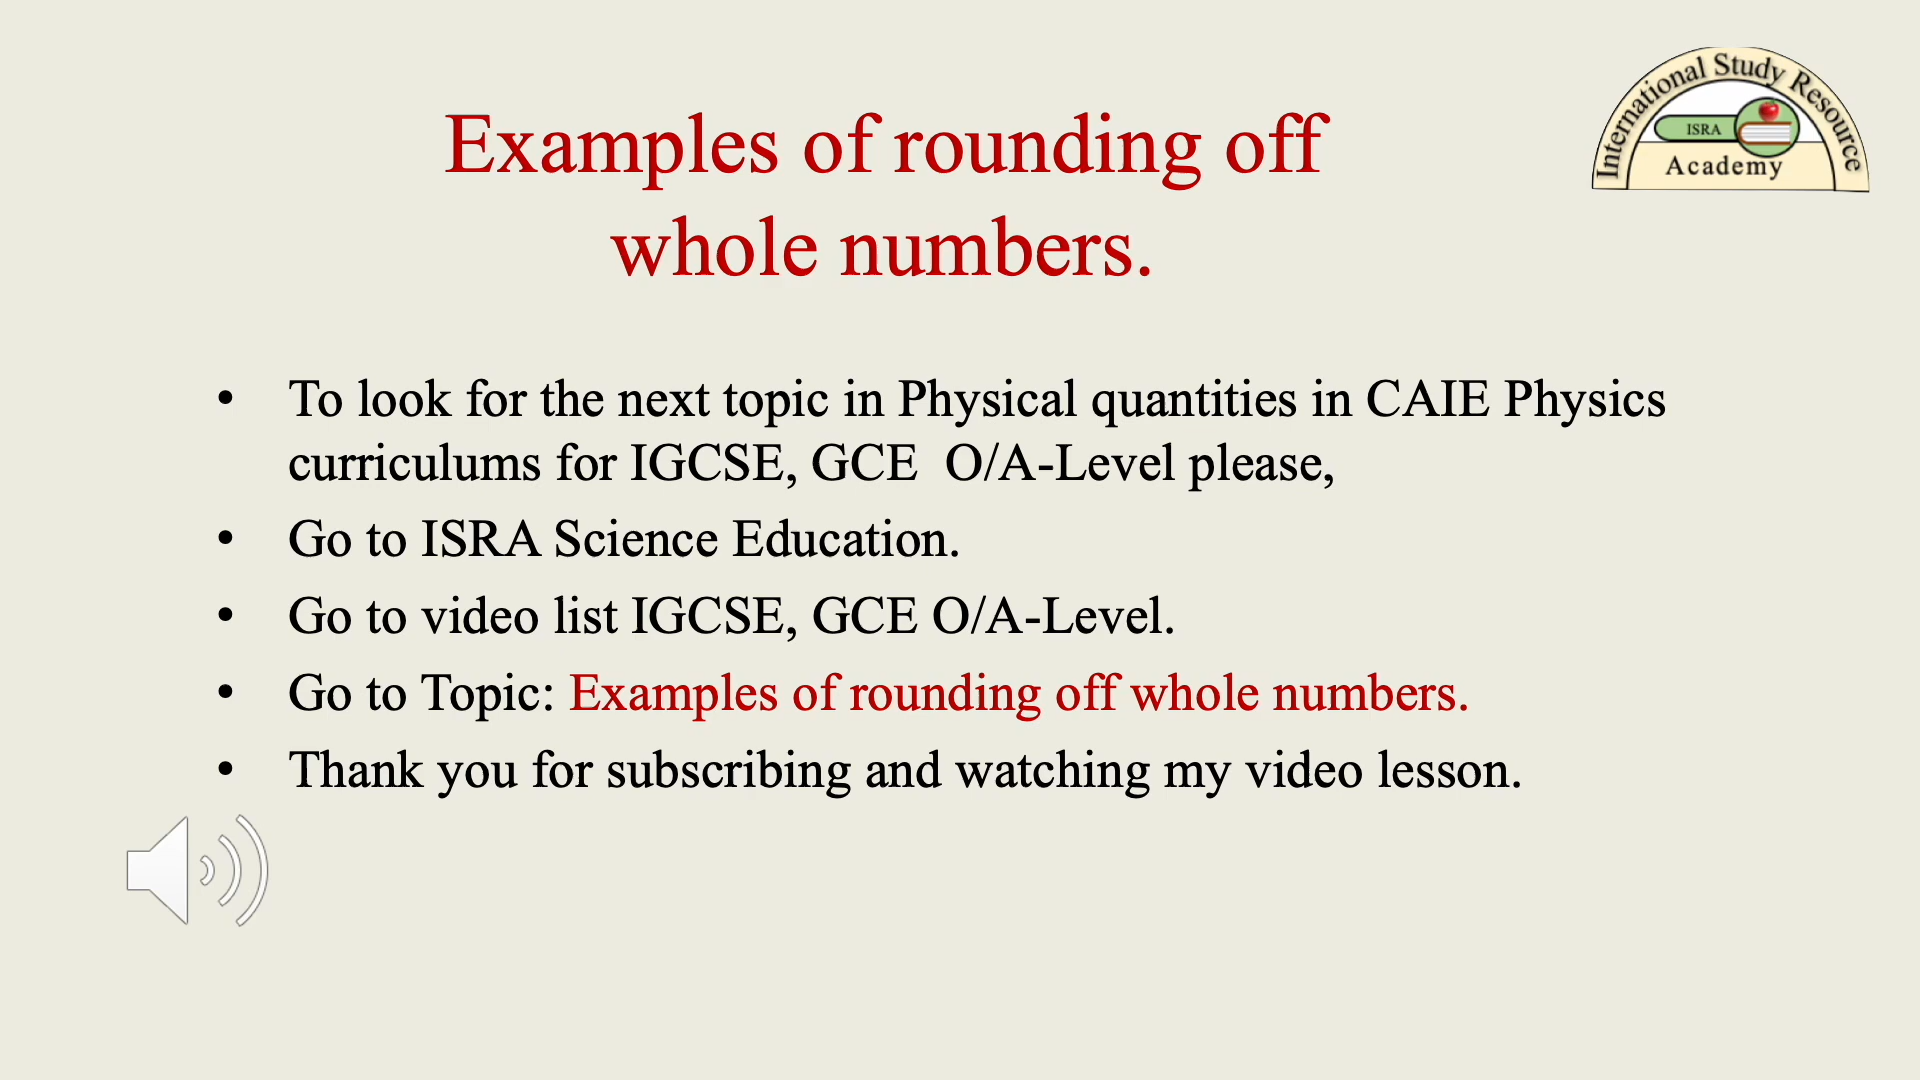 International Study Resource
ISRA
Academy
Examples of rounding off
whole numbers.
• To look for the next topic in Physical quantities in CAIE Physics
curriculums for IGCSE, GCE  O/A-Level please,
• Go to ISRA Science Education.
• Go to video list IGCSE, GCE O/A-Level.
• Go to Topic: Examples of rounding off whole numbers.
• Thank you for subscribing and watching my video lesson.